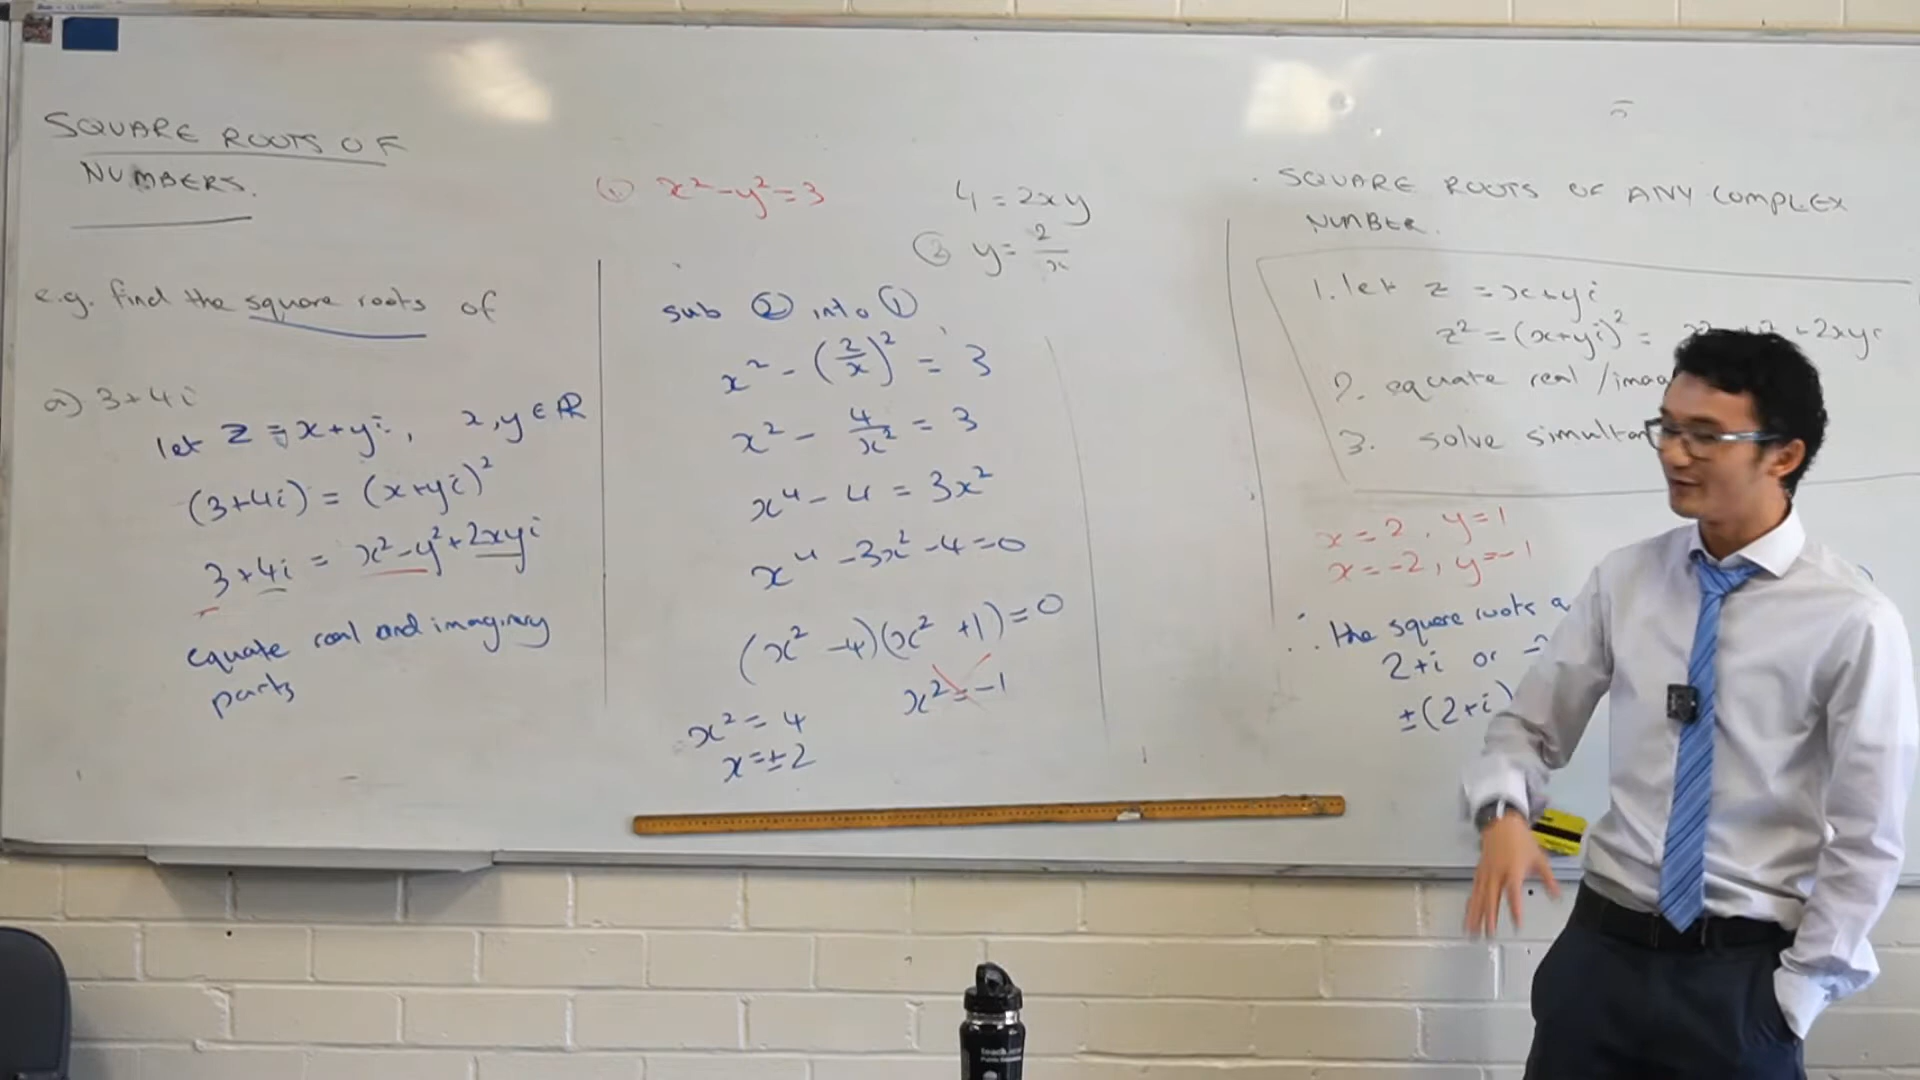 SQUARE ROOTS OF
NUMBERS.
e.g. find the square roots of
a) 3+4i
let z = x+yi, x,y ∈ ℝ
(3+4i) = (x+yi)²
3+4i = x²-y²+2xyi
equate real and imaginary
parts
① x²-y²=3
4=2xy
② y=2/x
sub ② into ①
x² - (2/x)² = 3
x² - 4/x² = 3
x⁴ - 4 = 3x²
x⁴ -3x² -4=0
(x² -4)(x² +1)=0
x²=-1
x²=4
x=±2
SQUARE ROOTS OF ANY COMPLEX
NUMBER.
1. let z = x+yi
z² = (x+yi)² = +2xyi
2. equate real /imag
3. solve simultan
x=2, y=1
x=-2, y=-1
∴ the square roots
2+i or
±(2+i)
teach